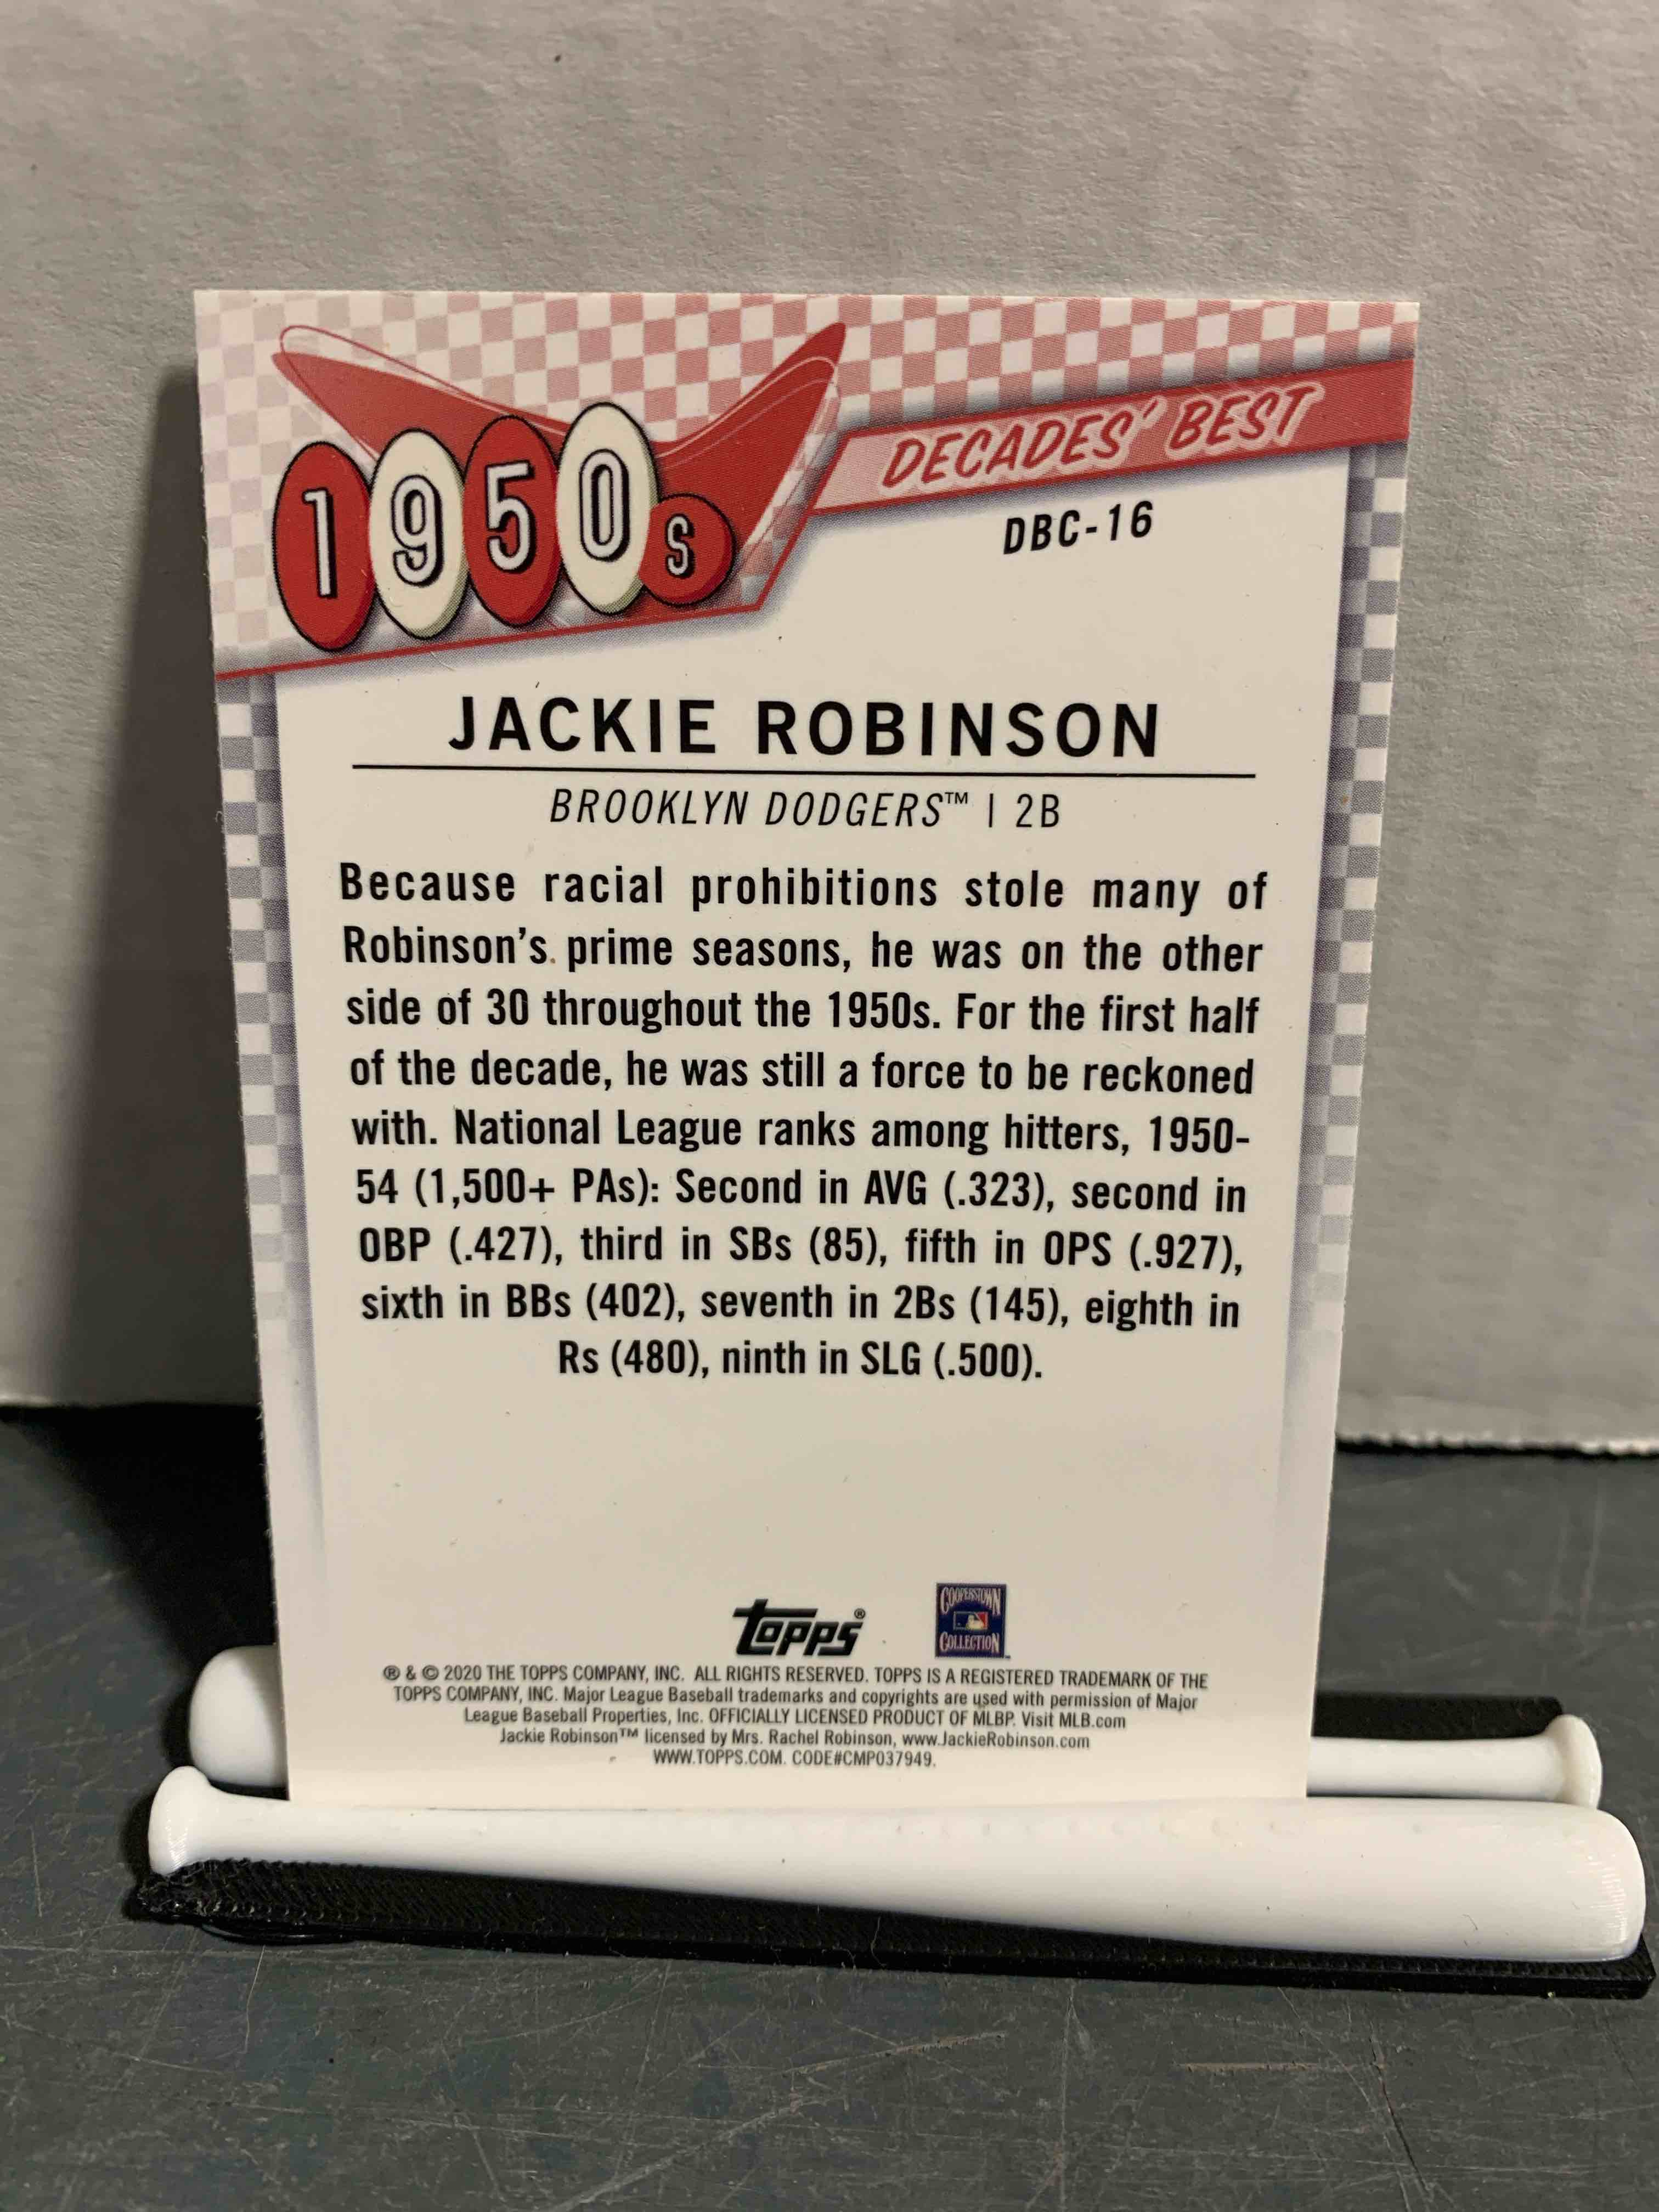 1950s
DECADES' BEST
DBC-16
JACKIE ROBINSON
BROOKLYN DODGERS™ | 2B
Because racial prohibitions stole many of
Robinson's prime seasons, he was on the other
side of 30 throughout the 1950s. For the first half
of the decade, he was still a force to be reckoned
with. National League ranks among hitters, 1950-
54 (1,500+ PAs): Second in AVG (.323), second in
OBP (.427), third in SBs (85), fifth in OPS (.927),
sixth in BBs (402), seventh in 2Bs (145), eighth in
Rs (480), ninth in SLG (.500).
topps®
COOPERSTOWN
COLLECTION
® & © 2020 THE TOPPS COMPANY, INC. ALL RIGHTS RESERVED. TOPPS IS A REGISTERED TRADEMARK OF THE
TOPPS COMPANY, INC. Major League Baseball trademarks and copyrights are used with permission of Major
League Baseball Properties, Inc. OFFICIALLY LICENSED PRODUCT OF MLBP. Visit MLB.com
Jackie Robinson™ licensed by Mrs. Rachel Robinson, www.JackieRobinson.com
WWW.TOPPS.COM. CODE#CMP037949.